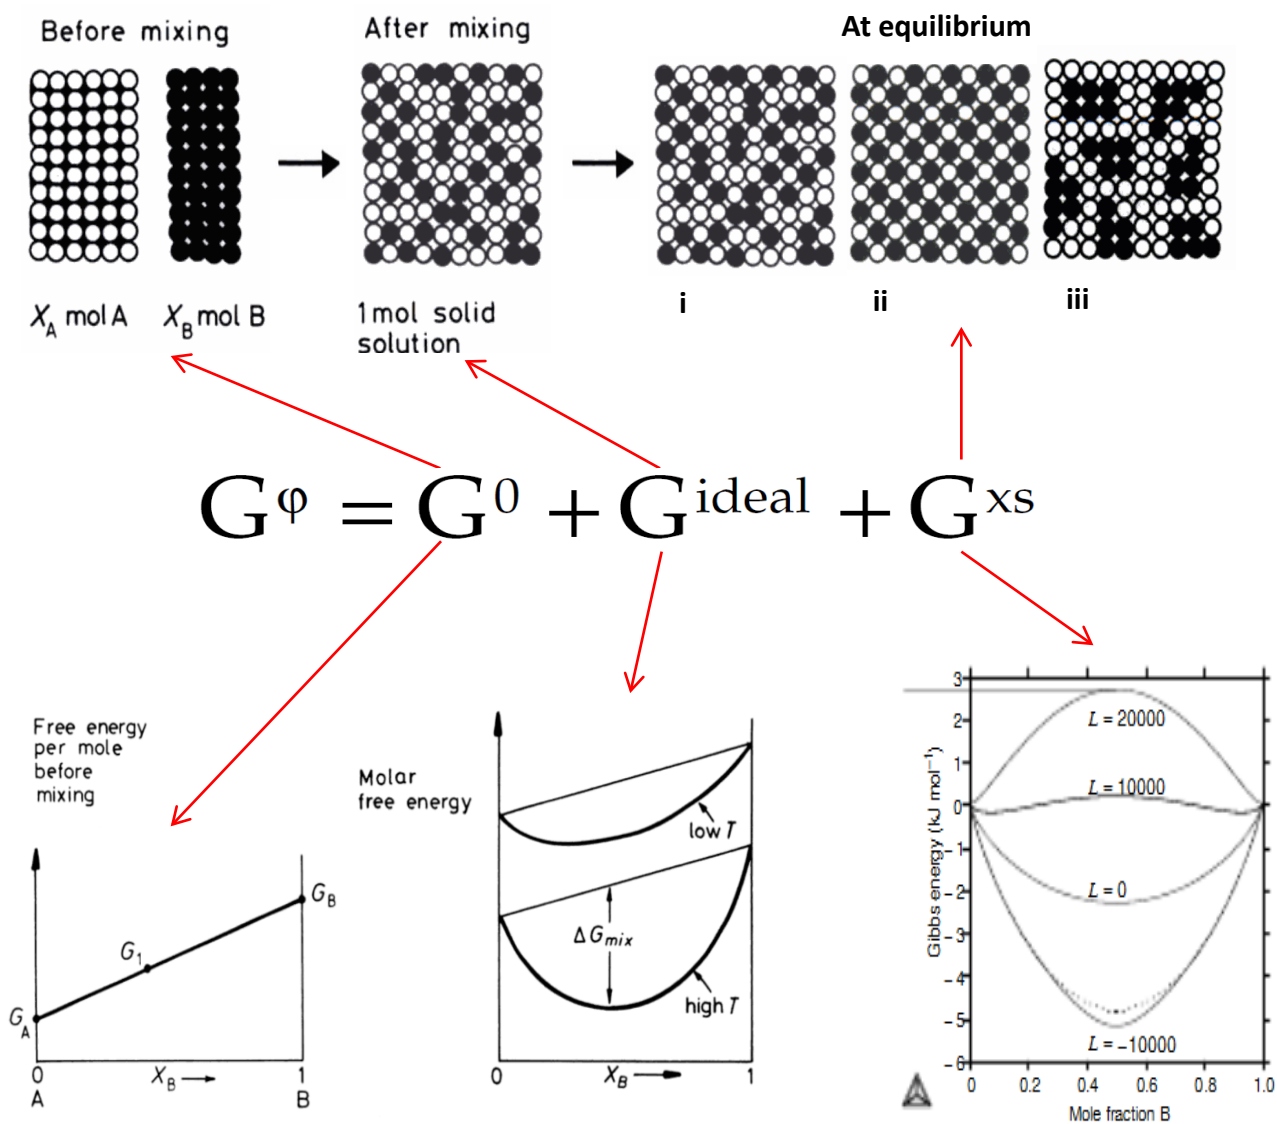 Before mixing
After mixing
At equilibrium
X_A mol A
X_B mol B
1 mol solid
solution
i
ii
iii
G^φ = G^0 + G^ideal + G^xs
Free energy
per mole
before
mixing
G_A
G_1
G_B
0
X_B
1
A
B
Molar
free energy
low T
ΔG_mix
high T
0
X_B
1
Gibbs energy (kJ mol⁻¹)
3
2
1
0
-1
-2
-3
-4
-5
-6
L = 20000
L = 10000
L = 0
L = -10000
0
0.2
0.4
0.6
0.8
1.0
Mole fraction B